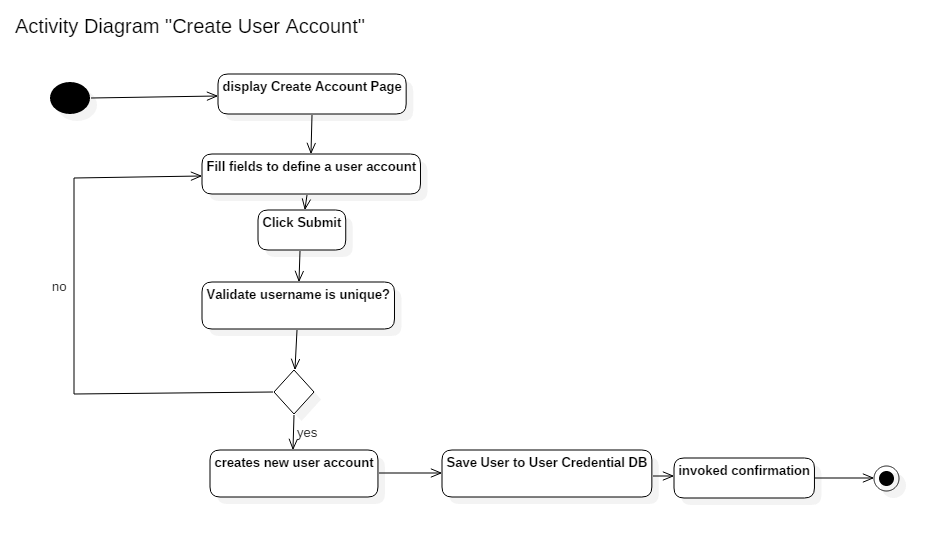 Activity Diagram "Create User Account"
display Create Account Page
Fill fields to define a user account
Click Submit
no
Validate username is unique?
yes
creates new user account
Save User to User Credential DB
invoked confirmation